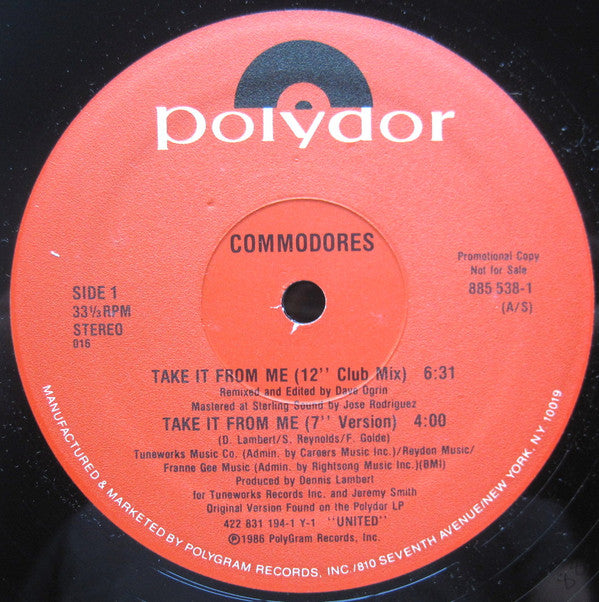 polydor
COMMODORES
SIDE 1
33⅓ RPM
STEREO
016
Promotional Copy
Not for Sale
885 538-1
(A/S)
TAKE IT FROM ME (12'' Club Mix) 6:31
Remixed and Edited by Dave Ogrin
Mastered at Sterling Sound by Jose Rodriguez
TAKE IT FROM ME (7'' Version) 4:00
(D. Lambert/S. Reynolds/F. Golde)
Tuneworks Music Co. (Admin. by Careers Music Inc.)/Reydon Music/
Franne Gee Music (Admin. by Rightsong Music Inc.)(BMI)
Produced by Dennis Lambert
for Tuneworks Records Inc. and Jeremy Smith
Original Version Found on the Polydor LP
422 831 194-1 Y-1 "UNITED"
℗©1986 PolyGram Records, Inc.
MANUFACTURED & MARKETED BY POLYGRAM RECORDS, INC./810 SEVENTH AVENUE/NEW YORK, NY 10019